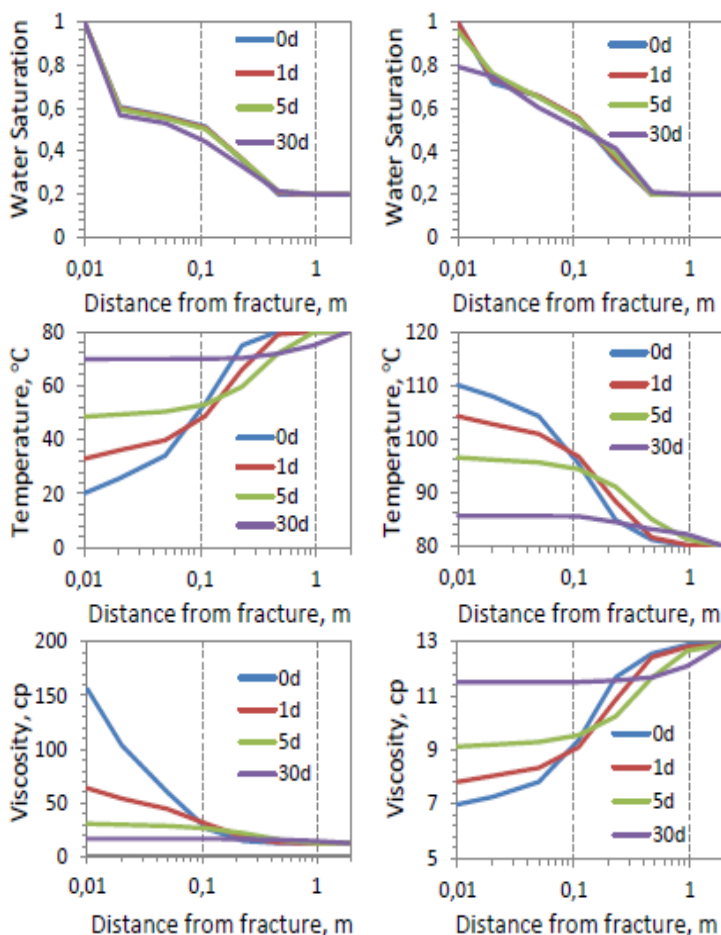 Water Saturation
1
0,8
0,6
0,4
0,2
0
0d
1d
5d
30d
0,01
0,1
1
Distance from fracture, m
Water Saturation
1
0,8
0,6
0,4
0,2
0
0d
1d
5d
30d
0,01
0,1
1
Distance from fracture, m
Temperature, °C
80
60
40
20
0
0d
1d
5d
30d
0,01
0,1
1
Distance from fracture, m
Temperature, °C
120
110
100
90
80
0d
1d
5d
30d
0,01
0,1
1
Distance from fracture, m
Viscosity, cp
200
150
100
50
0
0d
1d
5d
30d
0,01
0,1
1
Distance from fracture, m
Viscosity, cp
13
11
9
7
5
0d
1d
5d
30d
0,01
0,1
1
Distance from fracture, m